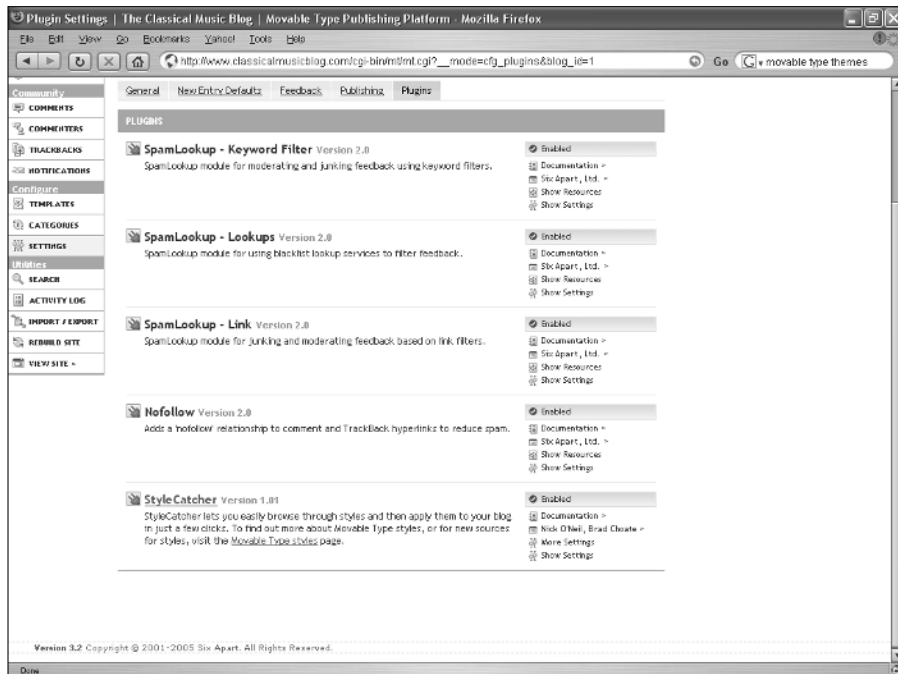 Plugin Settings | The Classical Music Blog | Movable Type Publishing Platform - Mozilla Firefox
File Edit View Go Bookmarks Yahoo! Tools Help
http://www.classicalmusicblog.com/cgi-bin/mt/mt.cgi?__mode=cfg_plugins&blog_id=1
Go
movable type themes
Community
COMMENTS
COMMENTERS
TRACKBACKS
NOTIFICATIONS
Configure
TEMPLATES
CATEGORIES
SETTINGS
Utilities
SEARCH
ACTIVITY LOG
IMPORT / EXPORT
REBUILD SITE
VIEW SITE »
General New Entry Defaults Feedback Publishing Plugins
PLUGINS
SpamLookup - Keyword Filter Version 2.0
SpamLookup module for moderating and junking feedback using keyword filters.
Enabled
Documentation »
Six Apart, Ltd. »
Show Resources
Show Settings
SpamLookup - Lookups Version 2.0
SpamLookup module for using blacklist lookup services to filter feedback.
Enabled
Documentation »
Six Apart, Ltd. »
Show Resources
Show Settings
SpamLookup - Link Version 2.0
SpamLookup module for junking and moderating feedback based on link filters.
Enabled
Documentation »
Six Apart, Ltd. »
Show Resources
Show Settings
Nofollow Version 2.0
Adds a 'nofollow' relationship to comment and TrackBack hyperlinks to reduce spam.
Enabled
Documentation »
Six Apart, Ltd. »
Show Resources
Show Settings
StyleCatcher Version 1.01
StyleCatcher lets you easily browse through styles and then apply them to your blog
in just a few clicks. To find out more about Movable Type styles, or for new sources
for styles, visit the Movable Type styles page.
Enabled
Documentation »
Nick O'Neil, Brad Choate »
More Settings
Show Settings
Version 3.2 Copyright © 2001-2005 Six Apart. All Rights Reserved.
Done